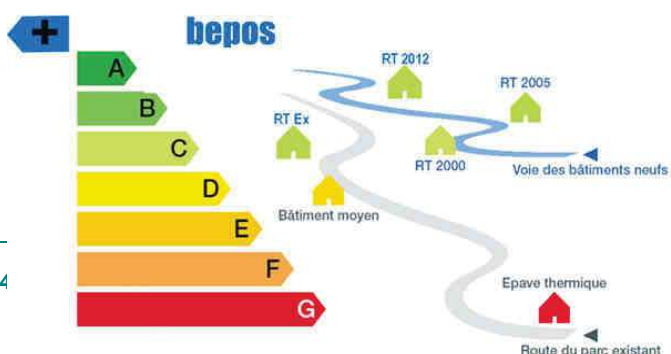 +
bepos
A
B
C
D
E
F
G
RT 2012
RT 2005
RT Ex
RT 2000
Voie des bâtiments neufs
Bâtiment moyen
Epave thermique
Route du parc existant
4